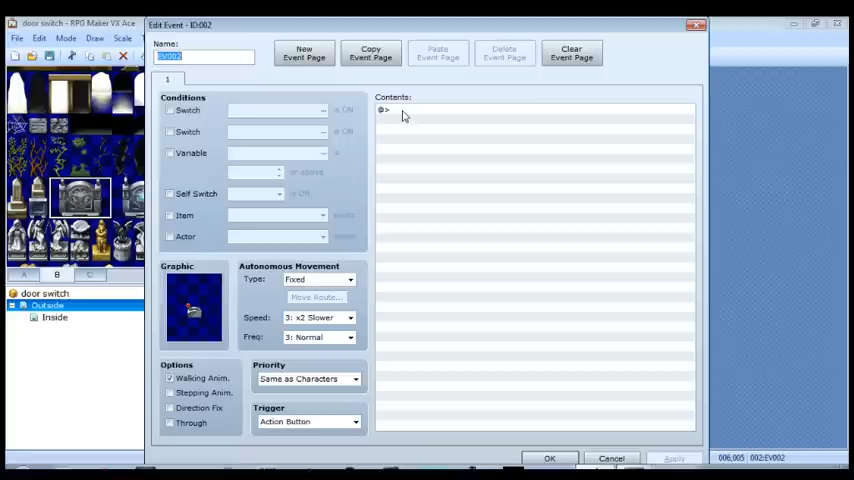 door switch - RPG Maker VX Ace
File Edit Mode Draw Scale
A B C
door switch
Outside
Inside
Edit Event - ID:002
Name:
EV002
New Event Page
Copy Event Page
Paste Event Page
Delete Event Page
Clear Event Page
1
Conditions
Switch ... is ON
Switch ... is ON
Variable ... is
or above
Self Switch is ON
Item exists
Actor
Graphic
Autonomous Movement
Type: Fixed
Move Route...
Speed: 3: x2 Slower
Freq: 3: Normal
Options
Walking Anim.
Stepping Anim.
Direction Fix
Through
Priority
Same as Characters
Trigger
Action Button
Contents:
@>
OK Cancel Apply
006,005 002:EV002